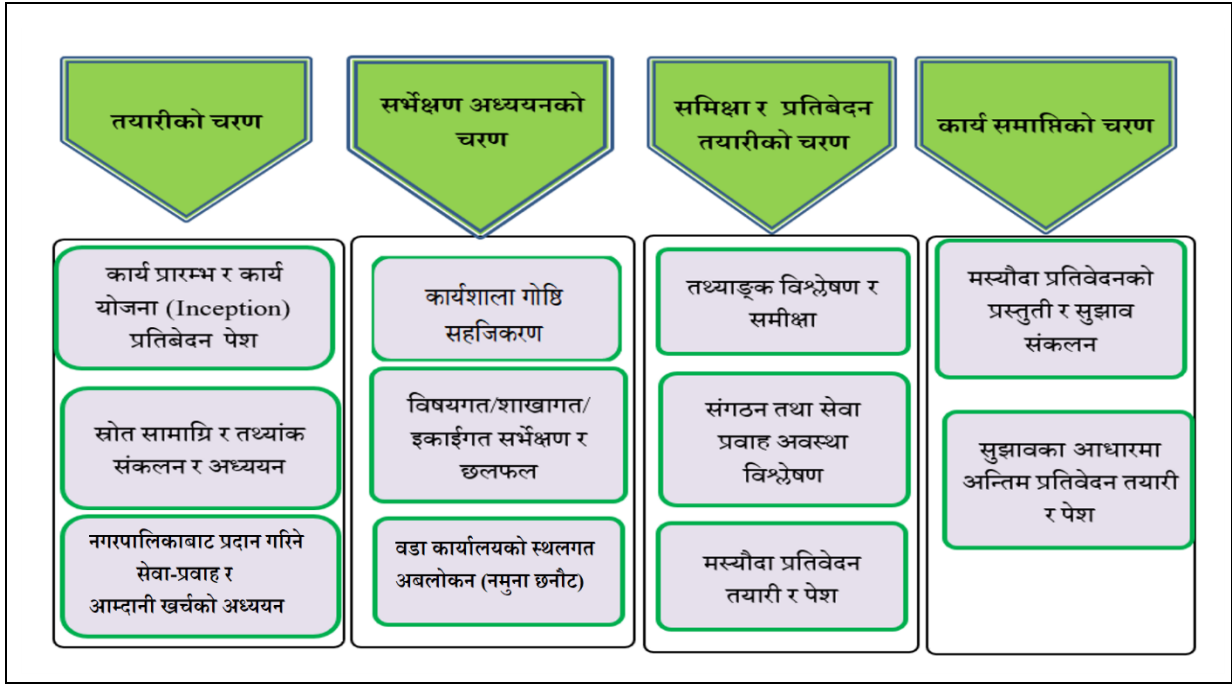 तयारीको चरण
कार्य प्रारम्भ र कार्य
योजना (Inception)
प्रतिबेदन पेश
स्रोत सामाग्रि र तथ्यांक
संकलन र अध्ययन
नगरपालिकाबाट प्रदान गरिने
सेवा-प्रवाह र
आम्दानी खर्चको अध्ययन
सर्भेक्षण अध्ययनको
चरण
कार्यशाला गोष्ठि
सहजिकरण
विषयगत/शाखागत/
इकाईगत सर्भेक्षण र
छलफल
वडा कार्यालयको स्थलगत
अबलोकन (नमुना छनौट)
समिक्षा र प्रतिबेदन
तयारीको चरण
तथ्याङ्क विश्लेषण र
समीक्षा
संगठन तथा सेवा
प्रवाह अवस्था
विश्लेषण
मस्यौदा प्रतिवेदन
तयारी र पेश
कार्य समाप्तिको चरण
मस्यौदा प्रतिवेदनको
प्रस्तुती र सुझाव
संकलन
सुझावका आधारमा
अन्तिम प्रतिवेदन तयारी
र पेश